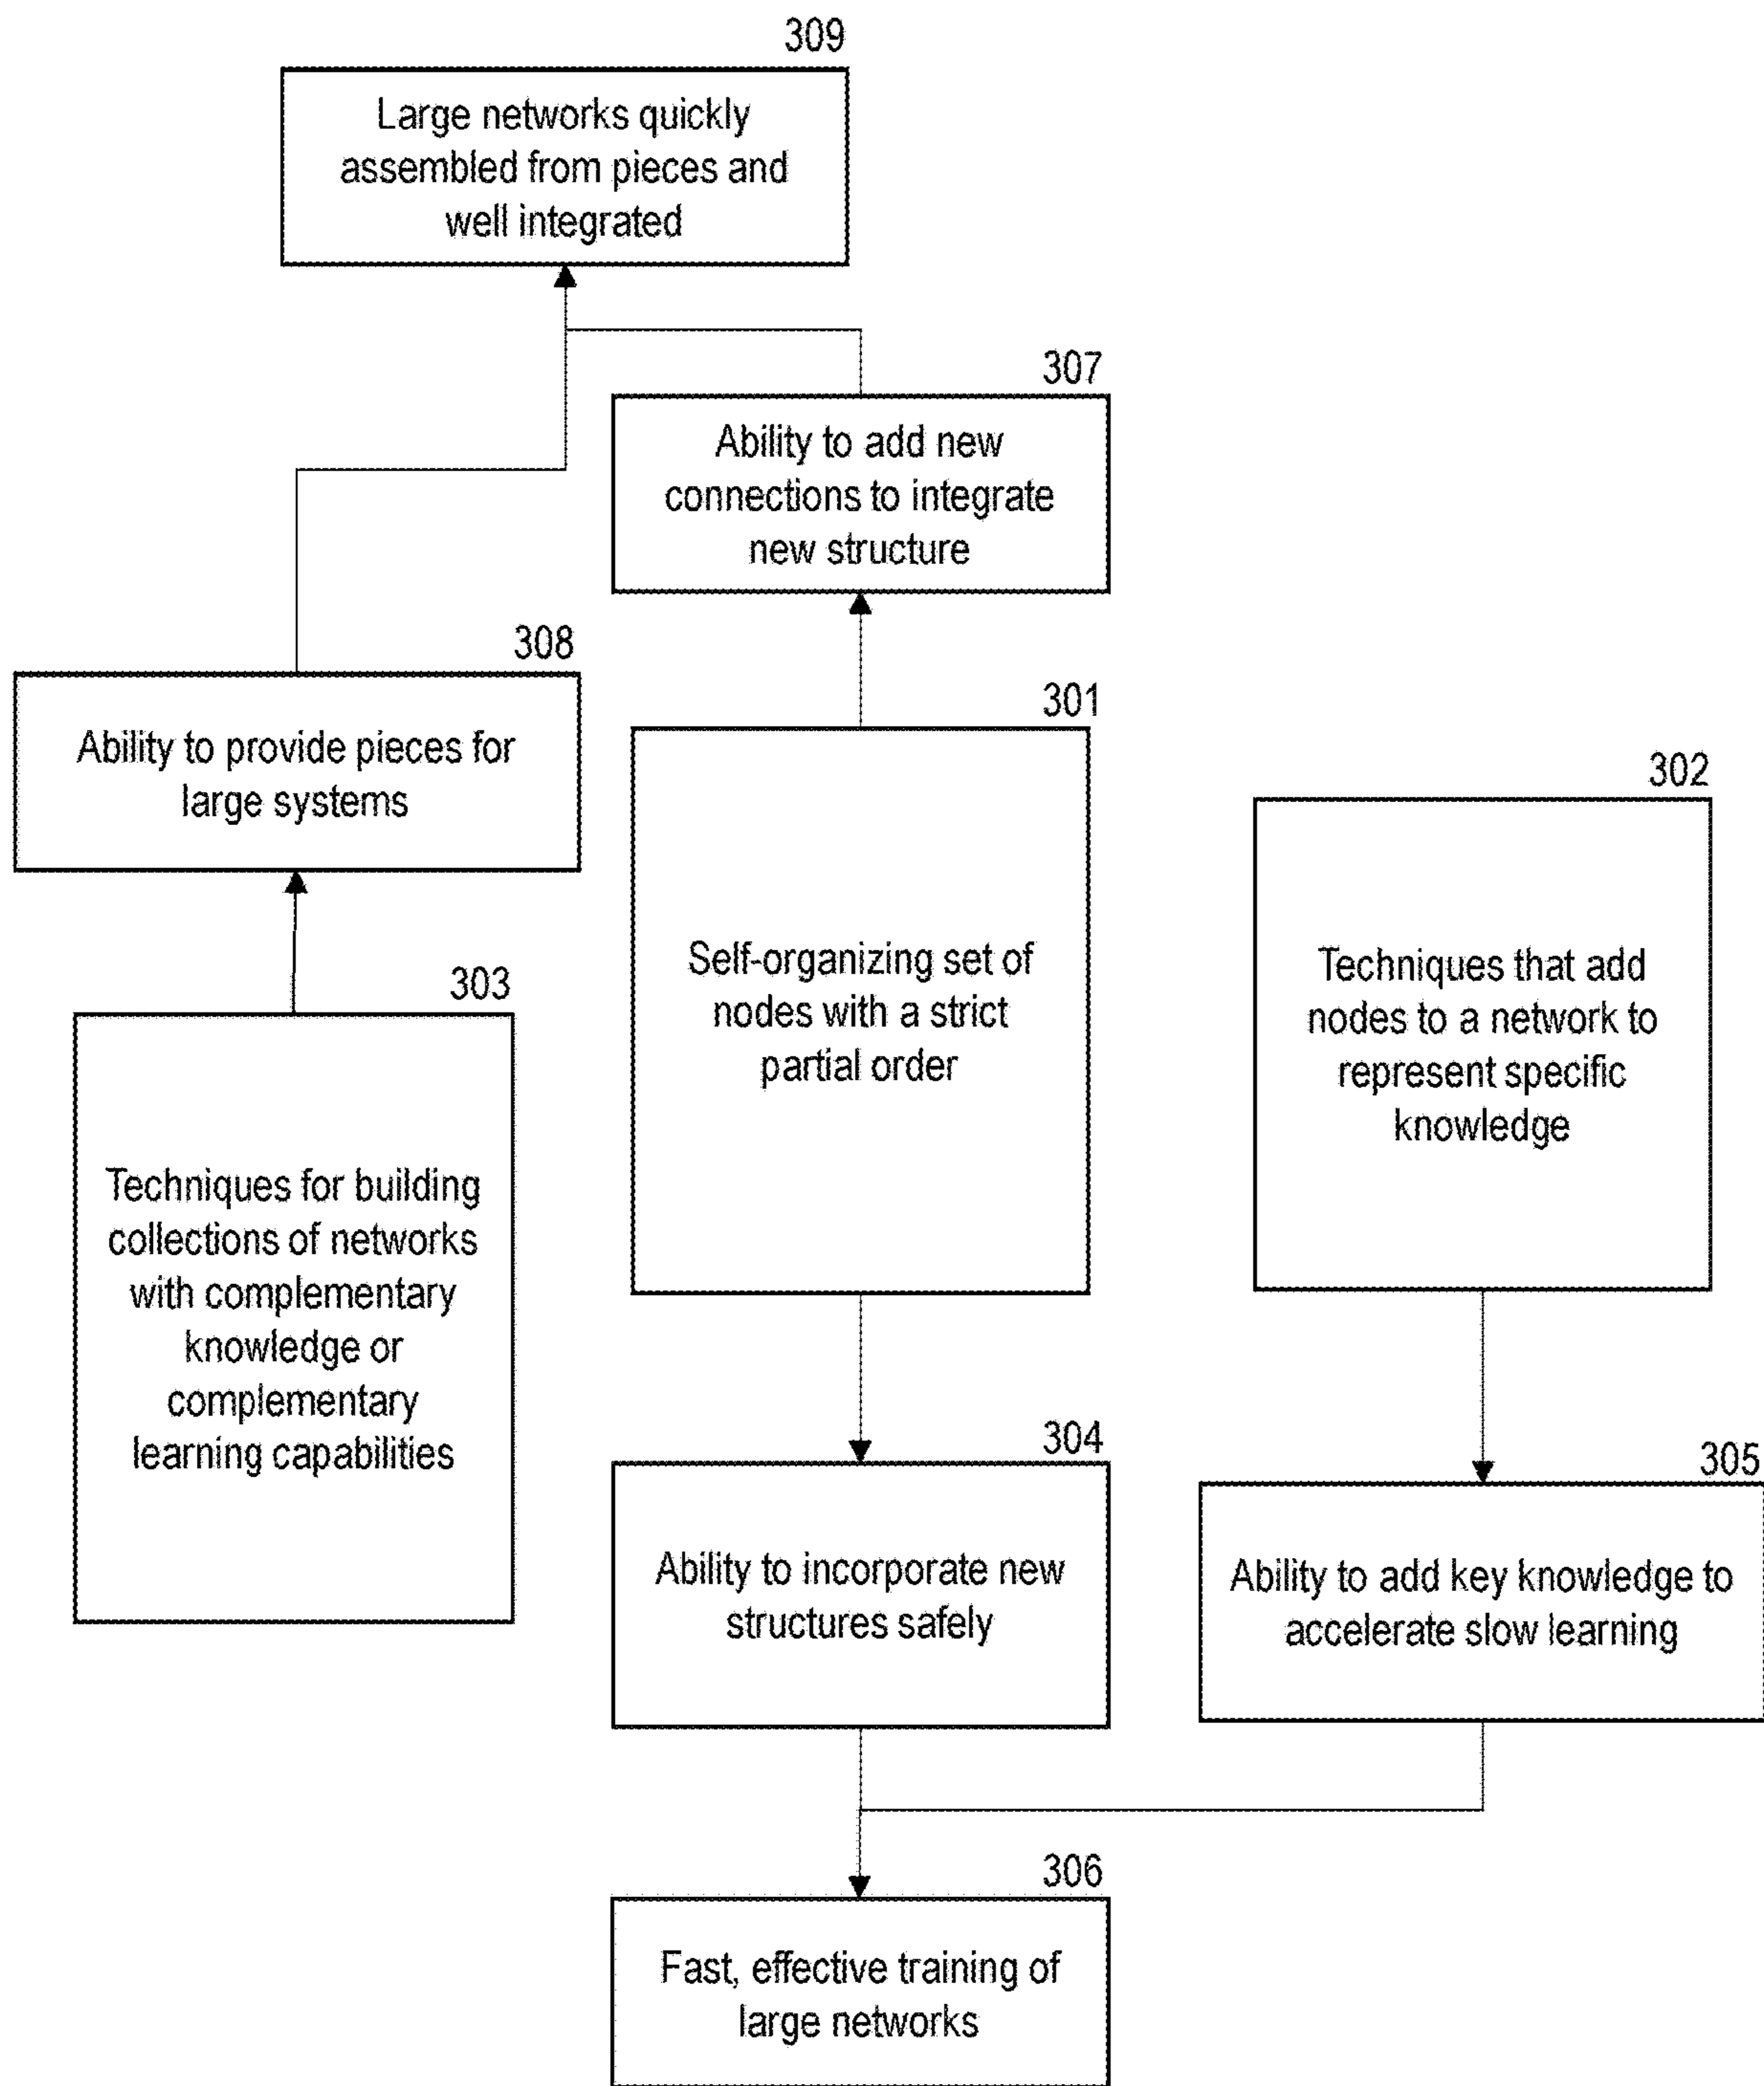 309
Large networks quickly
assembled from pieces and
well integrated
307
Ability to add new
connections to integrate
new structure
308
Ability to provide pieces for
large systems
301
Self-organizing set of
nodes with a strict
partial order
302
Techniques that add
nodes to a network to
represent specific
knowledge
303
Techniques for building
collections of networks
with complementary
knowledge or
complementary
learning capabilities
304
Ability to incorporate new
structures safely
305
Ability to add key knowledge to
accelerate slow learning
306
Fast, effective training of
large networks